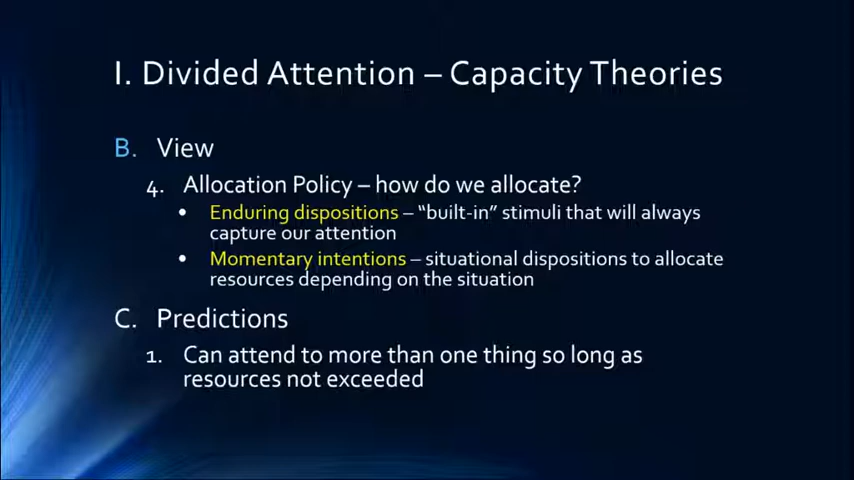 I. Divided Attention – Capacity Theories
B. View
4. Allocation Policy – how do we allocate?
• Enduring dispositions – “built-in” stimuli that will always
capture our attention
• Momentary intentions – situational dispositions to allocate
resources depending on the situation
C. Predictions
1. Can attend to more than one thing so long as
resources not exceeded